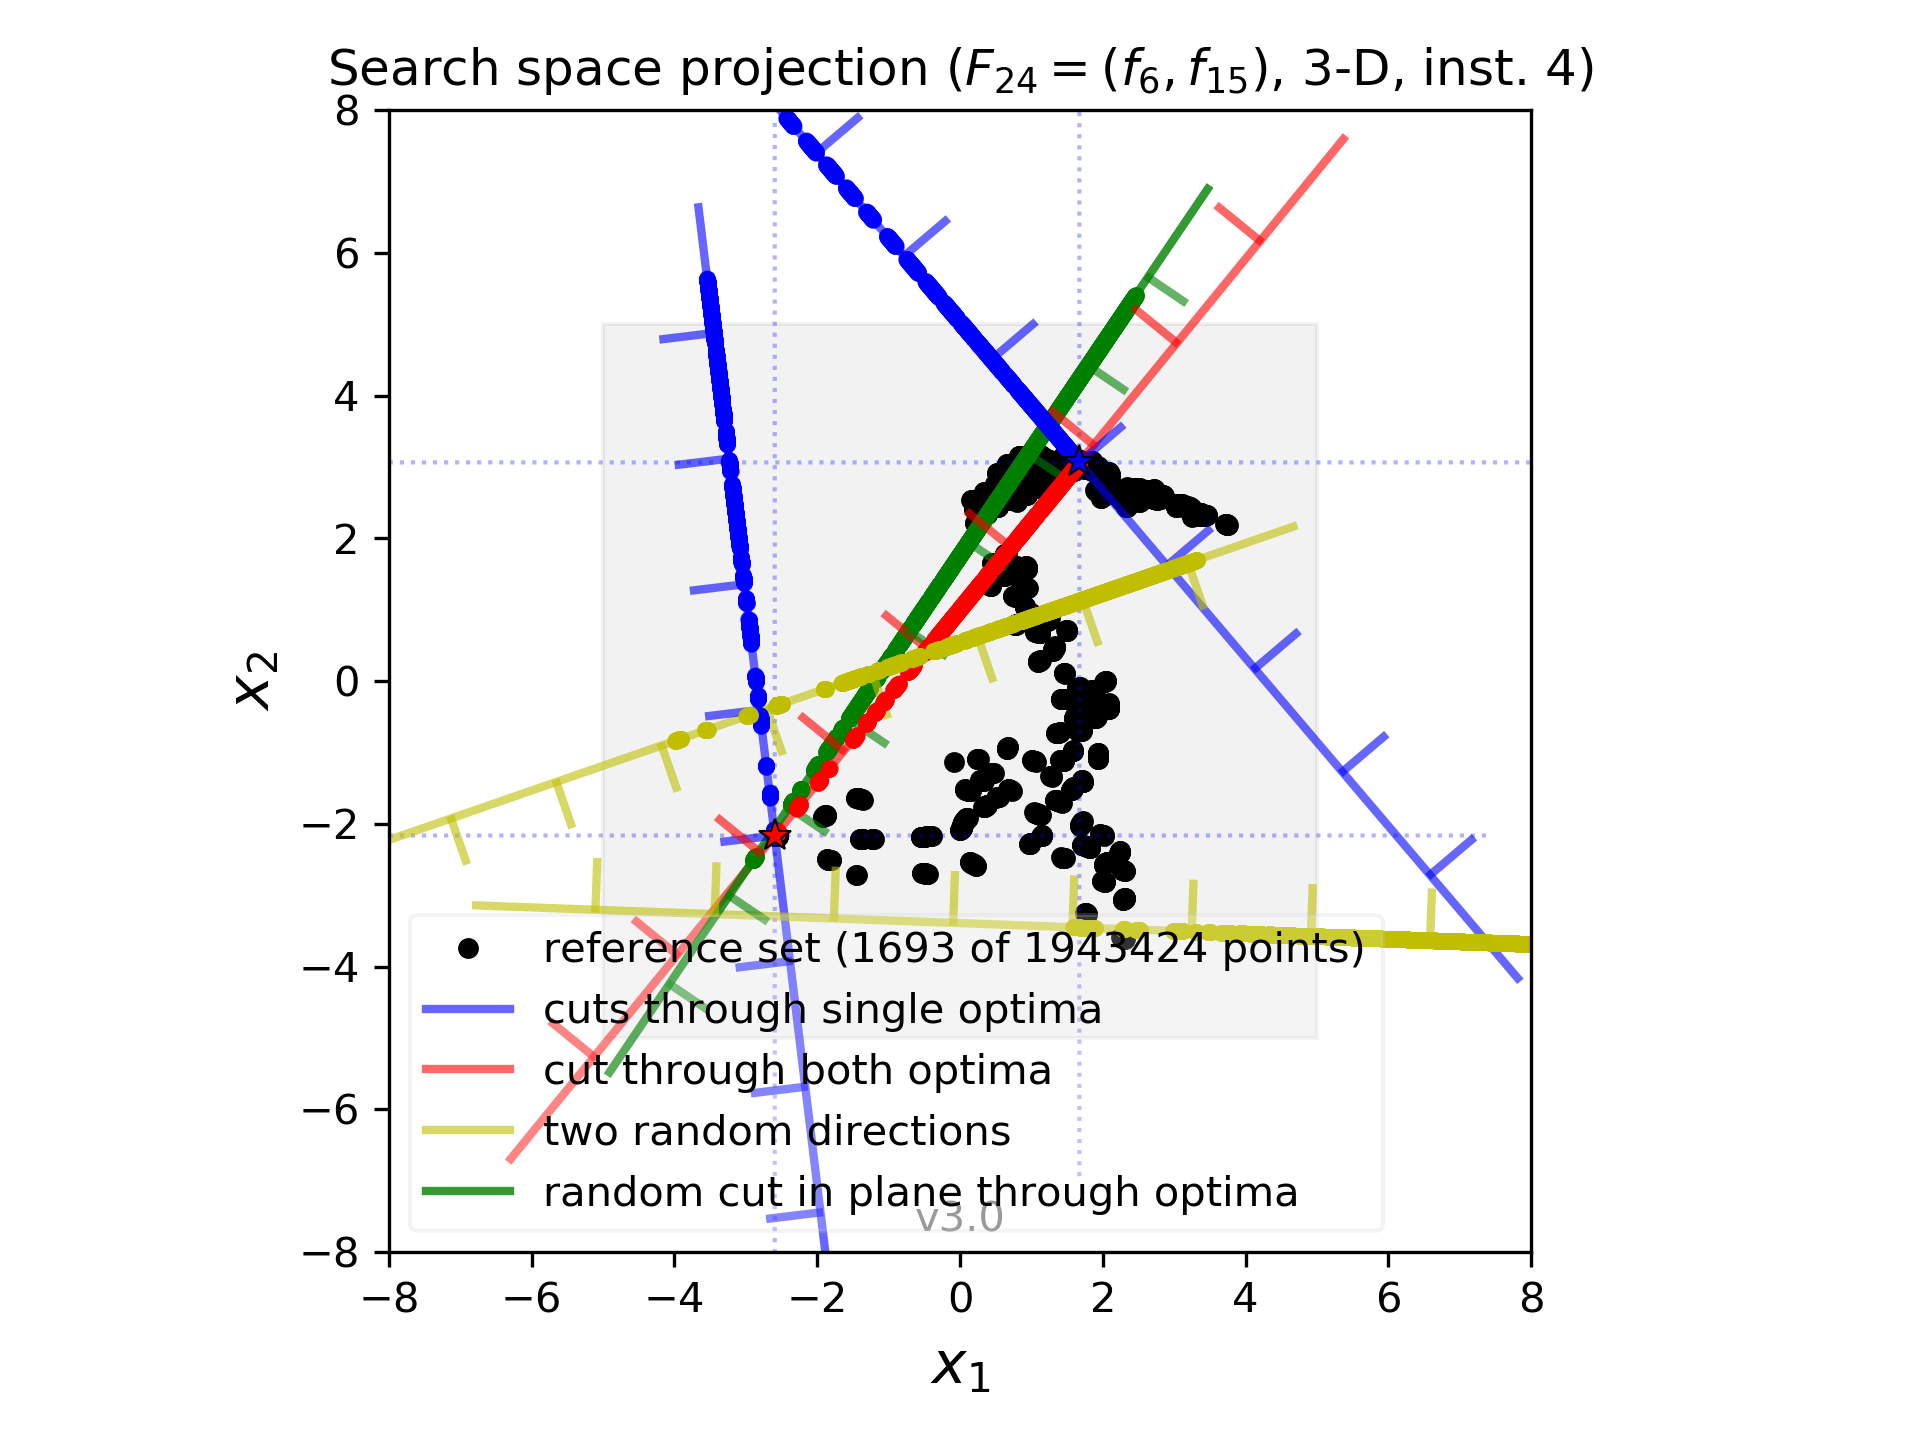 Search space projection (F24 = (f6, f15), 3-D, inst. 4)
8
6
4
2
0
−2
−4
−6
−8
x2
reference set (1693 of 1943424 points)
cuts through single optima
cut through both optima
two random directions
random cut in plane through optima
v3.0
−8 −6 −4 −2 0 2 4 6 8
x1